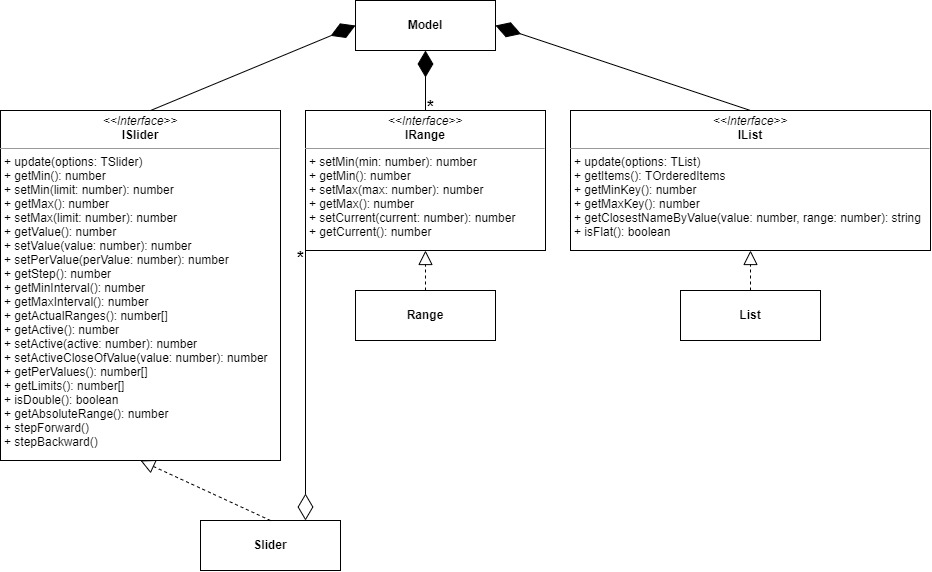 Model
*
<<Interface>>
ISlider
+ update(options: TSlider)
+ getMin(): number
+ setMin(limit: number): number
+ getMax(): number
+ setMax(limit: number): number
+ getValue(): number
+ setValue(value: number): number
+ setPerValue(perValue: number): number
+ getStep(): number
+ getMinInterval(): number
+ getMaxInterval(): number
+ getActualRanges(): number[]
+ getActive(): number
+ setActive(active: number): number
+ setActiveCloseOfValue(value: number): number
+ getPerValues(): number[]
+ getLimits(): number[]
+ isDouble(): boolean
+ getAbsoluteRange(): number
+ stepForward()
+ stepBackward()
<<Interface>>
IRange
+ setMin(min: number): number
+ getMin(): number
+ setMax(max: number): number
+ getMax(): number
+ setCurrent(current: number): number
+ getCurrent(): number
<<Interface>>
IList
+ update(options: TList)
+ getItems(): TOrderedItems
+ getMinKey(): number
+ getMaxKey(): number
+ getClosestNameByValue(value: number, range: number): string
+ isFlat(): boolean
*
Range
List
Slider